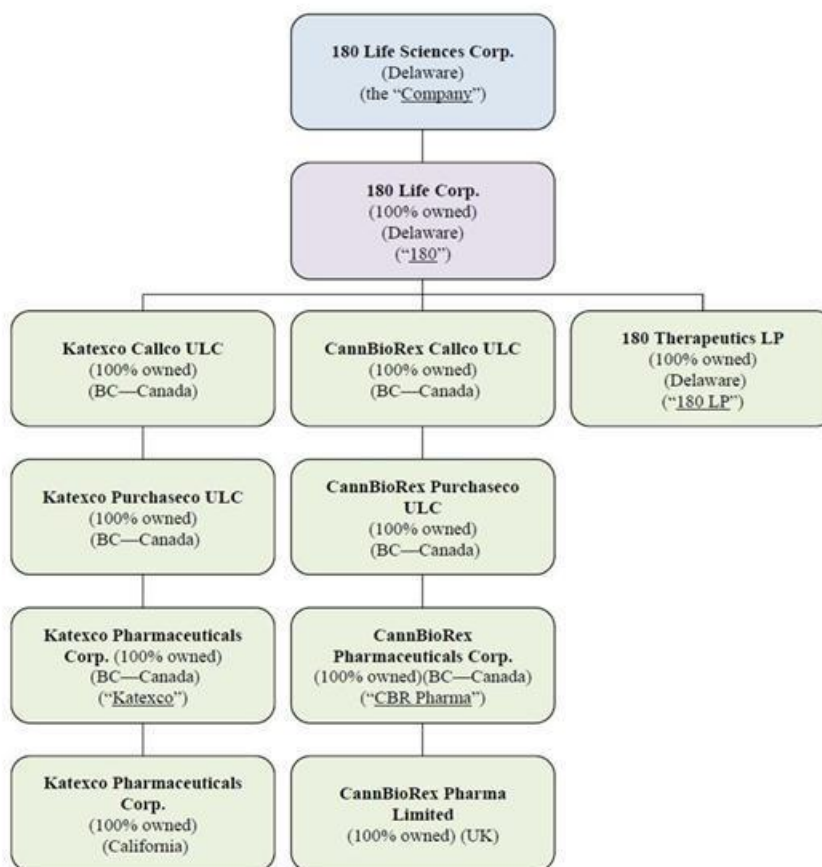 180 Life Sciences Corp.
(Delaware)
(the “Company”)
180 Life Corp.
(100% owned)
(Delaware)
(“180”)
Katexco Callco ULC
(100% owned)
(BC—Canada)
CannBioRex Callco ULC
(100% owned)
(BC—Canada)
180 Therapeutics LP
(100% owned)
(Delaware)
(“180 LP”)
Katexco Purchaseco ULC
(100% owned)
(BC—Canada)
CannBioRex Purchaseco
ULC
(100% owned)
(BC—Canada)
Katexco Pharmaceuticals
Corp. (100% owned)
(BC—Canada)
(“Katexco”)
CannBioRex
Pharmaceuticals Corp.
(100% owned)(BC—Canada)
(“CBR Pharma”)
Katexco Pharmaceuticals
Corp.
(100% owned)
(California)
CannBioRex Pharma
Limited
(100% owned) (UK)